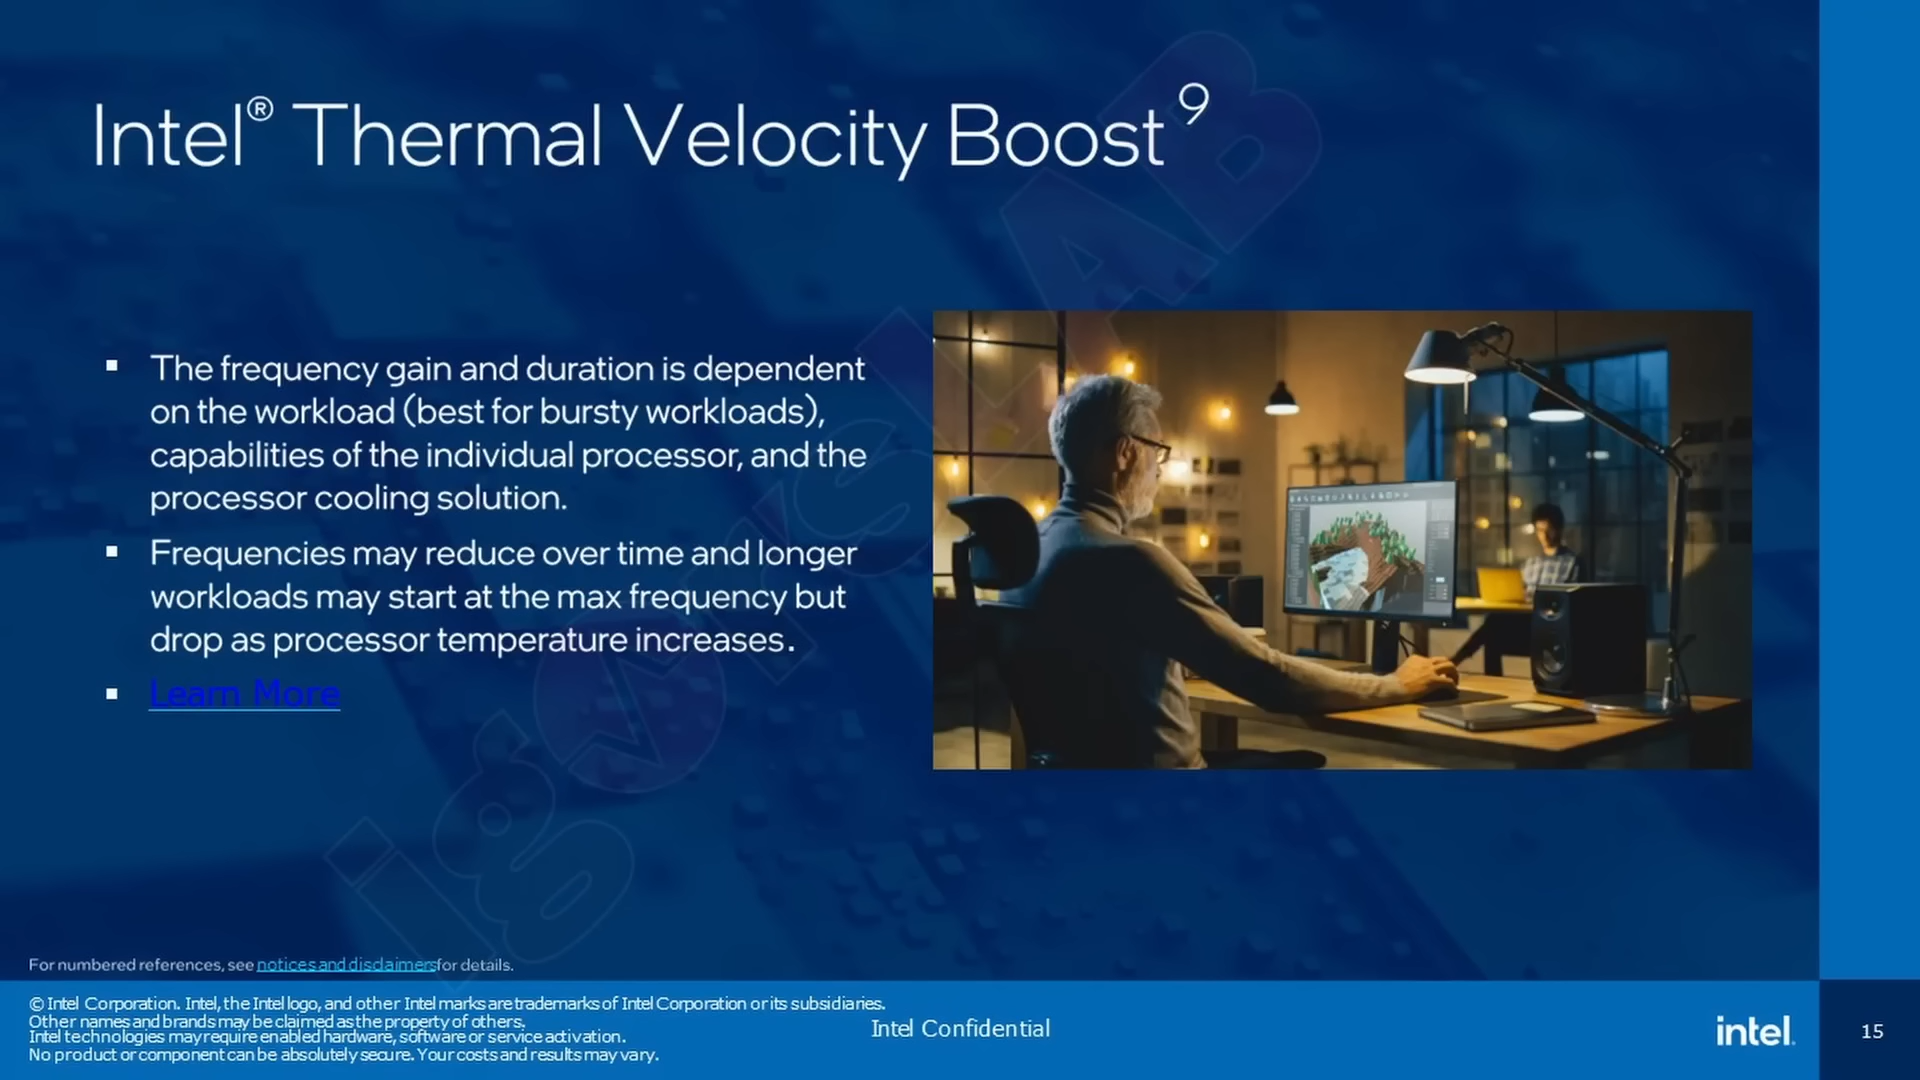 Intel® Thermal Velocity Boost 9
▪ The frequency gain and duration is dependent
on the workload (best for bursty workloads),
capabilities of the individual processor, and the
processor cooling solution.
▪ Frequencies may reduce over time and longer
workloads may start at the max frequency but
drop as processor temperature increases.
▪ Learn More
For numbered references, see notices and disclaimers for details.
© Intel Corporation. Intel, the Intel logo, and other Intel marks are trademarks of Intel Corporation or its subsidiaries.
Other names and brands may be claimed as the property of others.
Intel technologies may require enabled hardware, software or service activation.
No product or component can be absolutely secure. Your costs and results may vary.
Intel Confidential
intel.
15